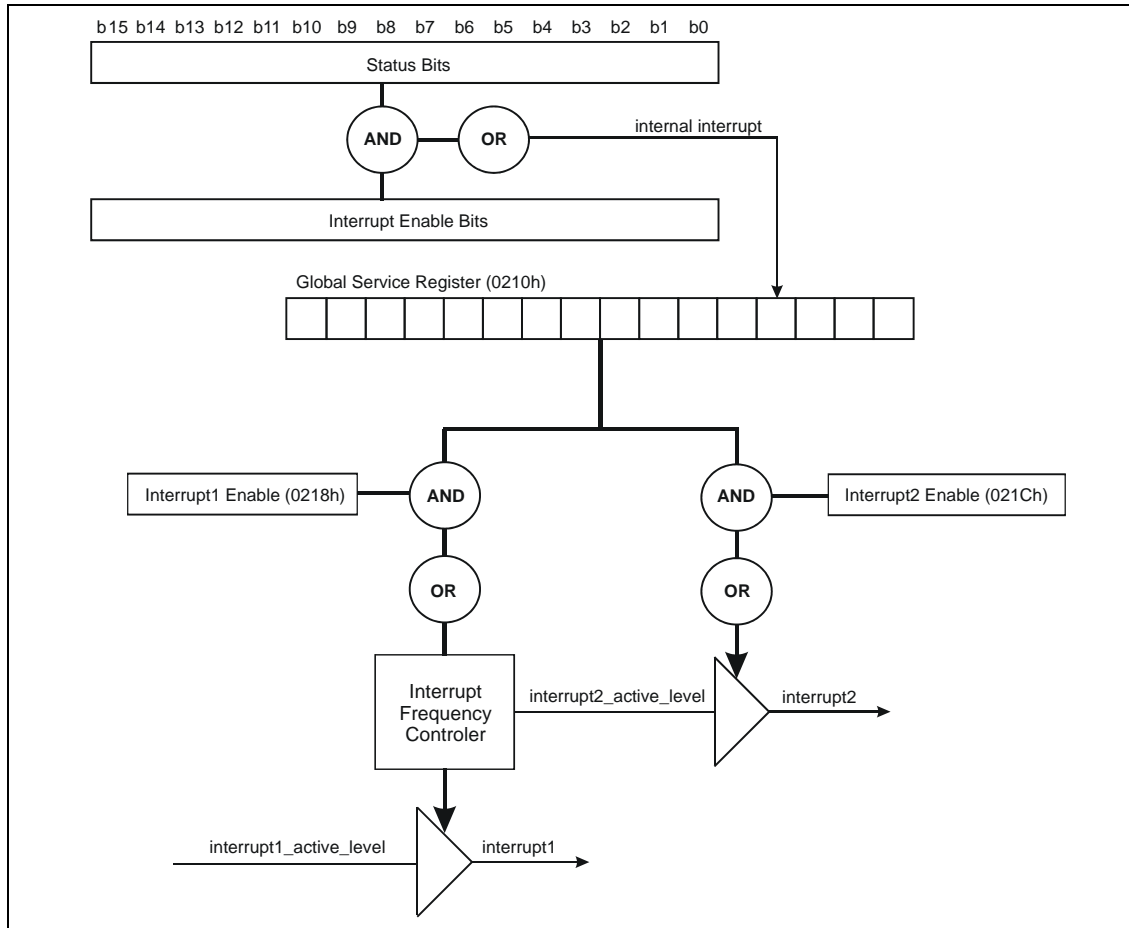 b15 b14 b13 b12 b11 b10 b9 b8 b7 b6 b5 b4 b3 b2 b1 b0
Status Bits
AND
OR
internal interrupt
Interrupt Enable Bits
Global Service Register (0210h)
Interrupt1 Enable (0218h)
AND
AND
Interrupt2 Enable (021Ch)
OR
OR
Interrupt
Frequency
Controler
interrupt2_active_level
interrupt2
interrupt1_active_level
interrupt1